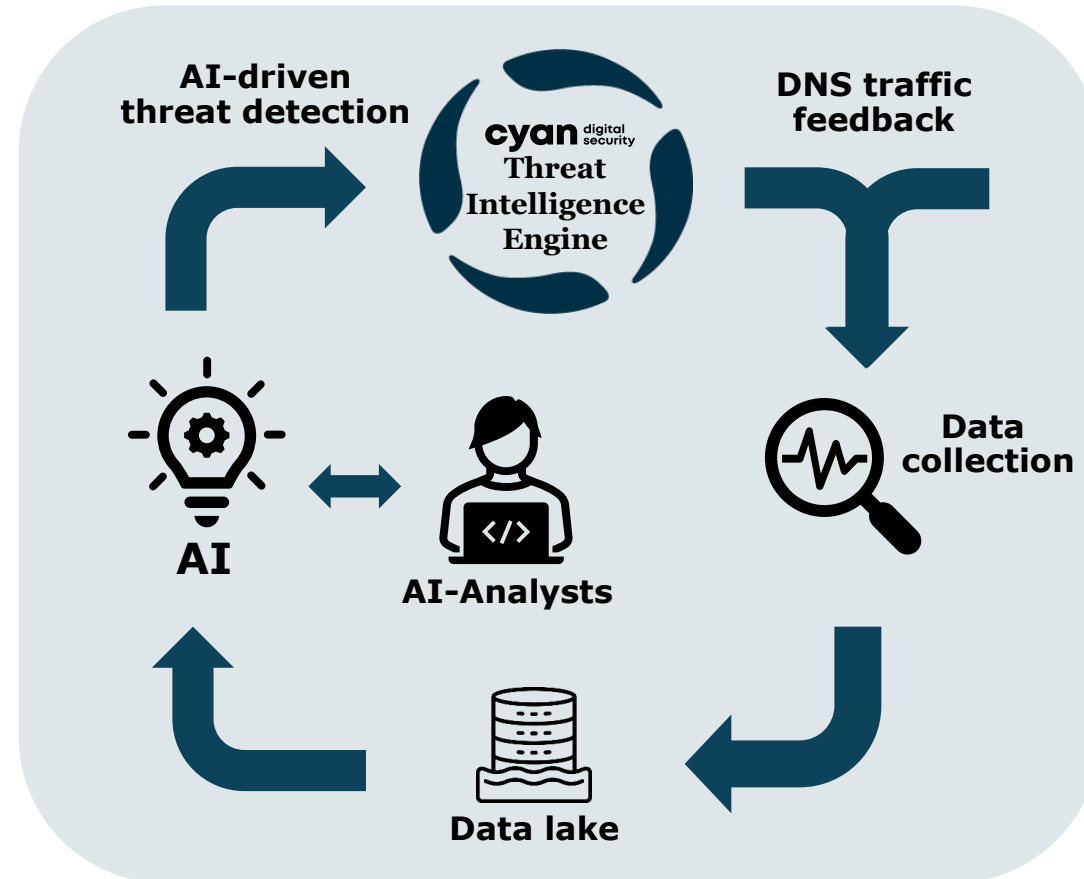 AI-driven
threat detection
cyan digital security
Threat
Intelligence
Engine
DNS traffic
feedback
Data
collection
</>
AI
AI-Analysts
Data lake